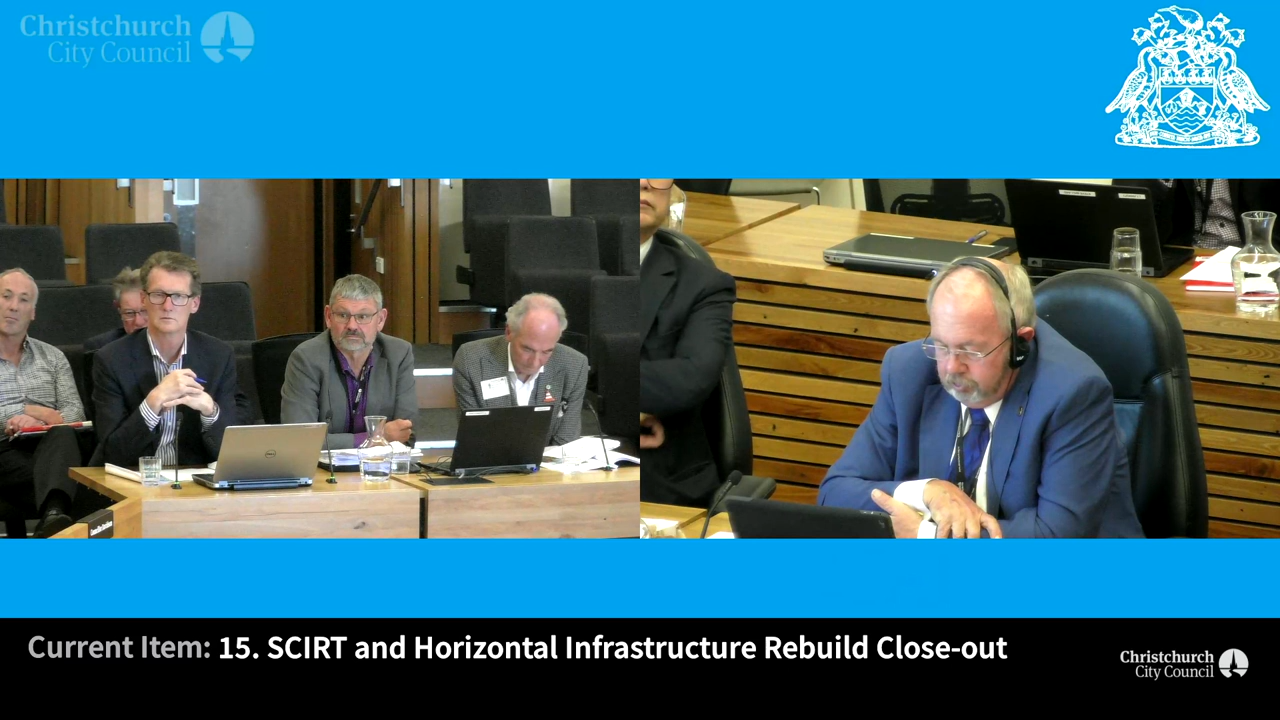 Christchurch
City Council
Current Item: 15. SCIRT and Horizontal Infrastructure Rebuild Close-out
Christchurch
City Council